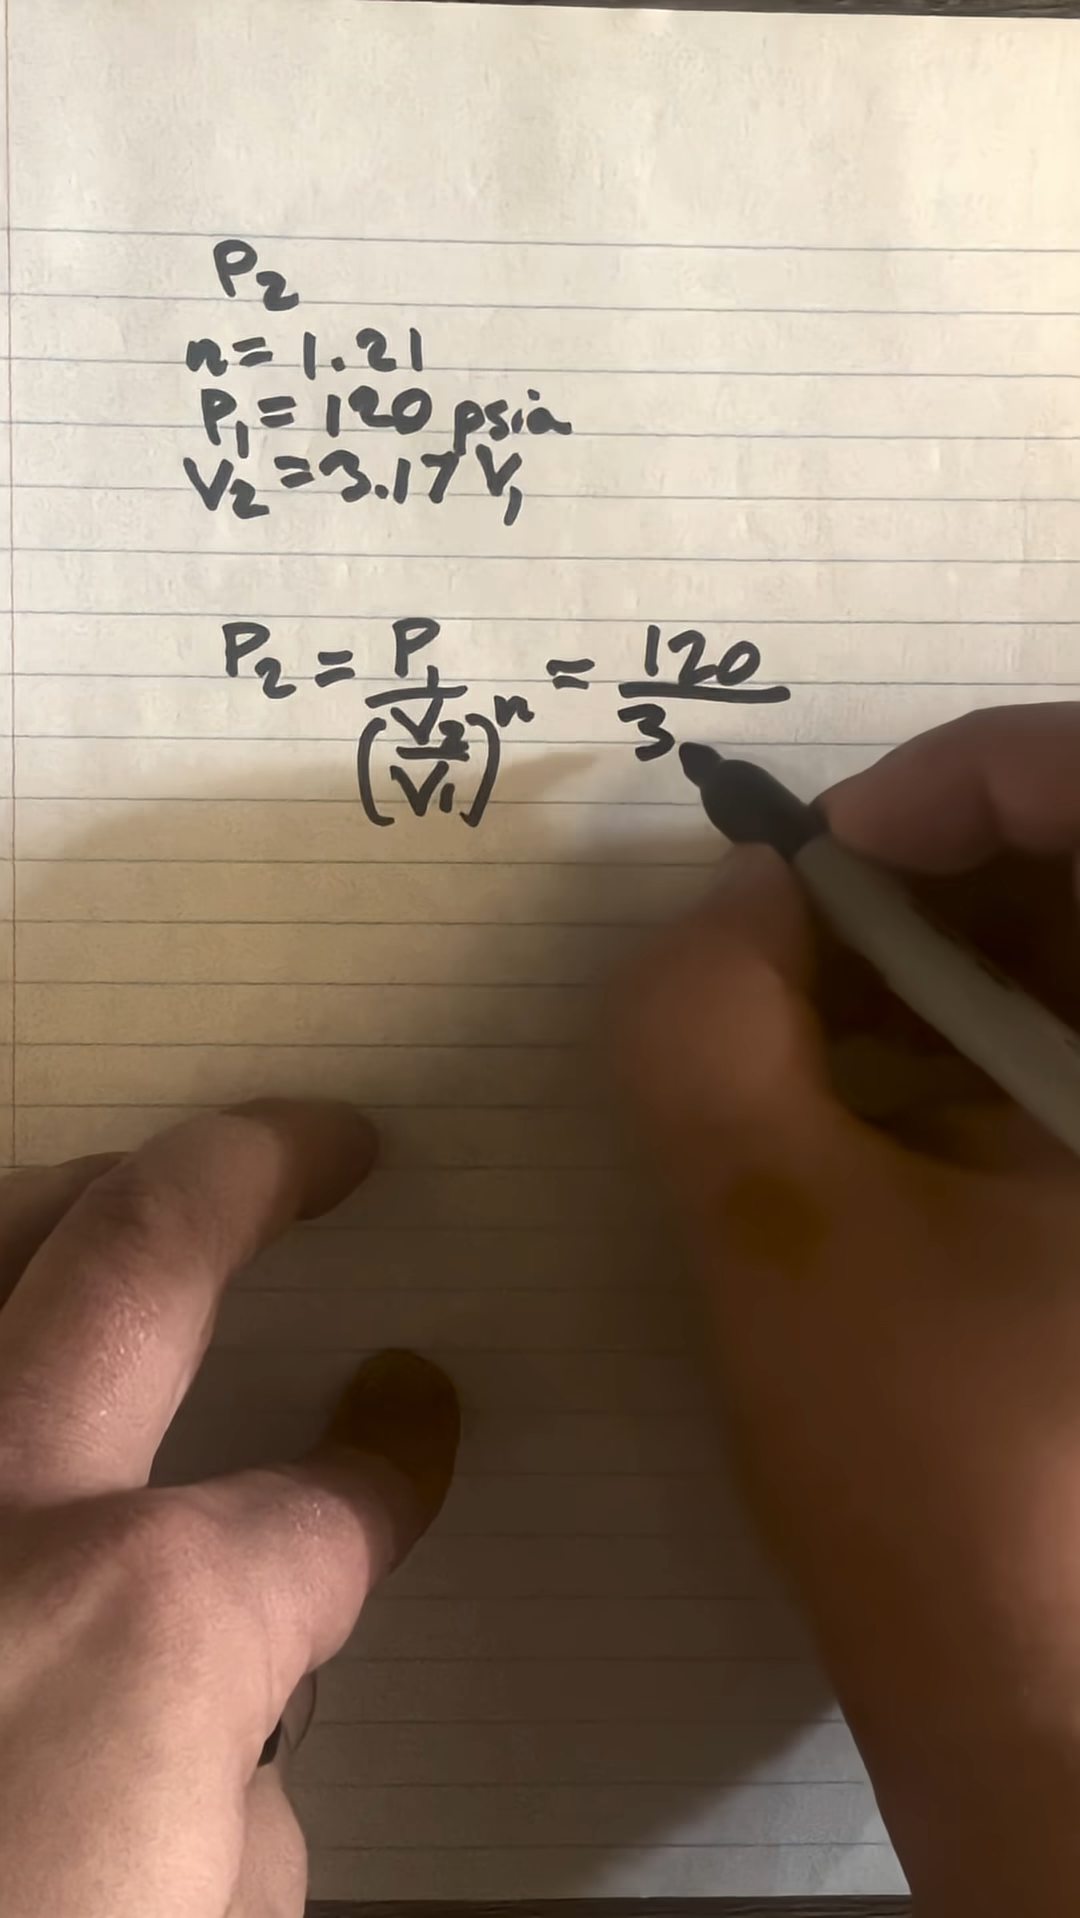 P₂
n = 1.21
P₁ = 120 psia
V₂ = 3.17 V₁
P₂ = P₁/(V₂/V₁)ⁿ = 120/3